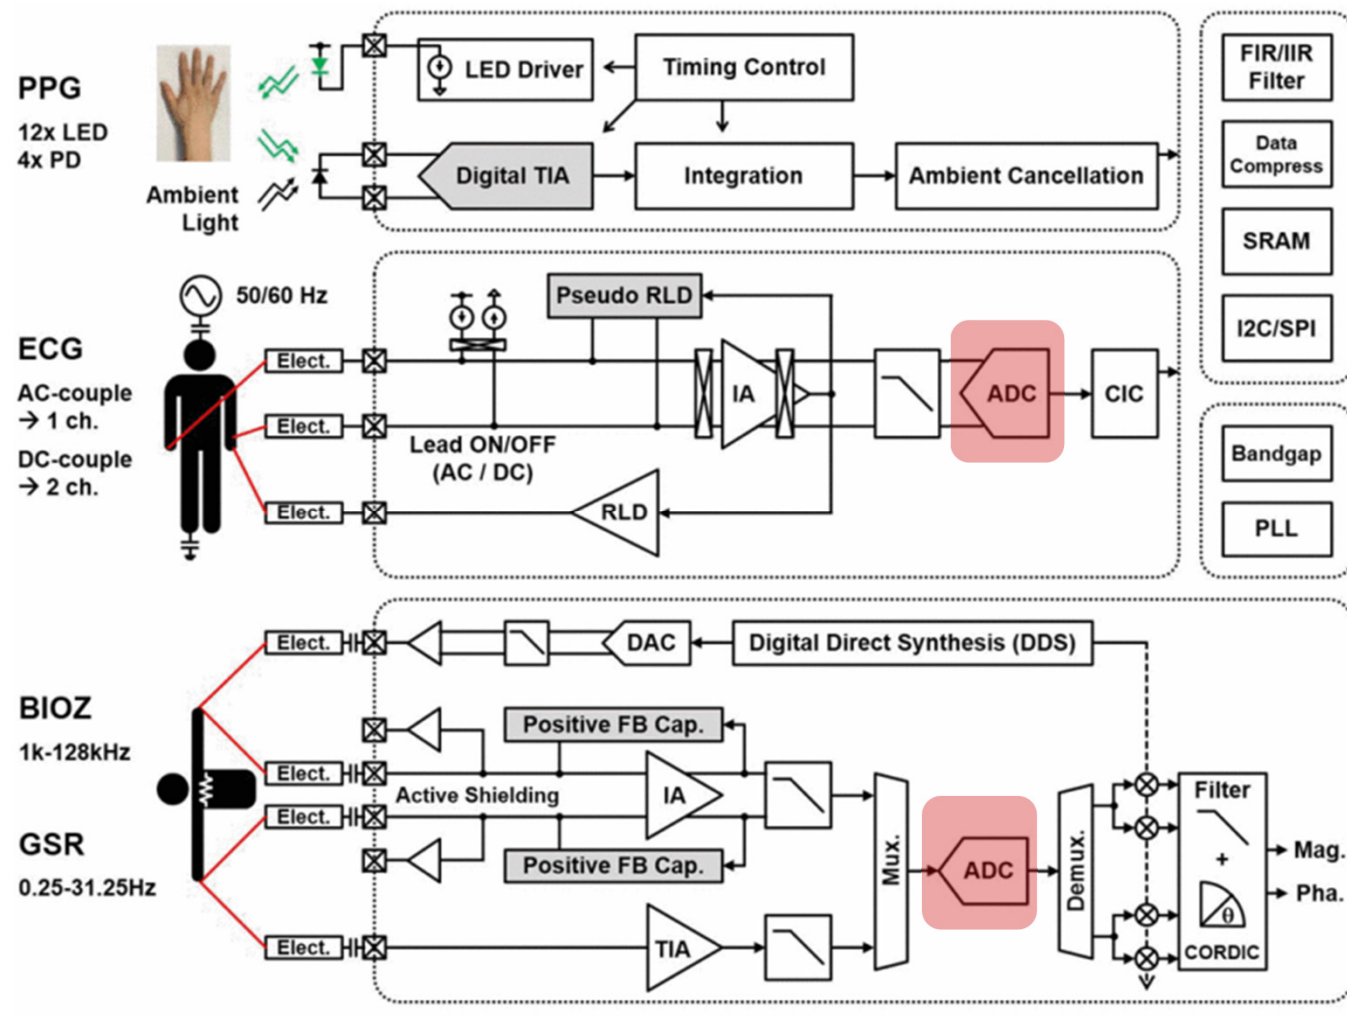 PPG
12x LED
4x PD
Ambient
Light
LED Driver
Timing Control
Digital TIA
Integration
Ambient Cancellation
FIR/IIR
Filter
Data
Compress
SRAM
I2C/SPI
50/60 Hz
ECG
AC-couple
→ 1 ch.
DC-couple
→ 2 ch.
Elect.
Elect.
Elect.
Pseudo RLD
Lead ON/OFF
(AC / DC)
IA
ADC
CIC
RLD
Bandgap
PLL
BIOZ
1k-128kHz
GSR
0.25-31.25Hz
Elect.
Elect.
Elect.
Elect.
DAC
Digital Direct Synthesis (DDS)
Positive FB Cap.
Active Shielding
IA
Positive FB Cap.
TIA
Mux.
ADC
Demux.
Filter
+
θ
CORDIC
Mag.
Pha.